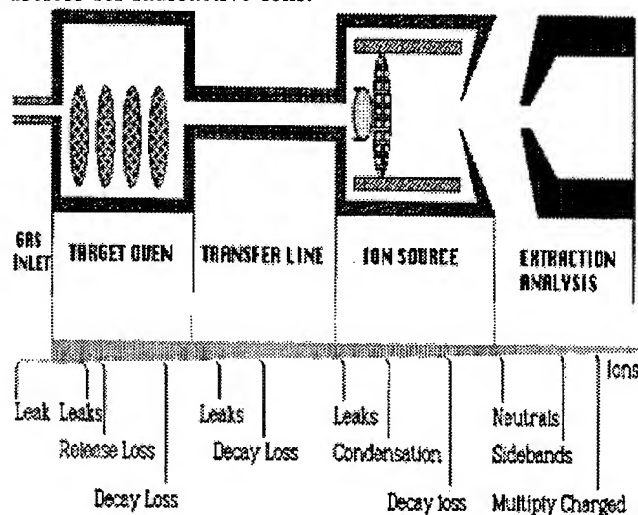 GAS
INLET
TARGET OVEN
TRANSFER LINE
ION SOURCE
EXTRACTION
ANALYSIS
Ions
Leak
Leaks
Release Loss
Decay Loss
Leaks
Decay Loss
Leaks
Condensation
Decay loss
Neutrals
Sidebands
Multiply Charged